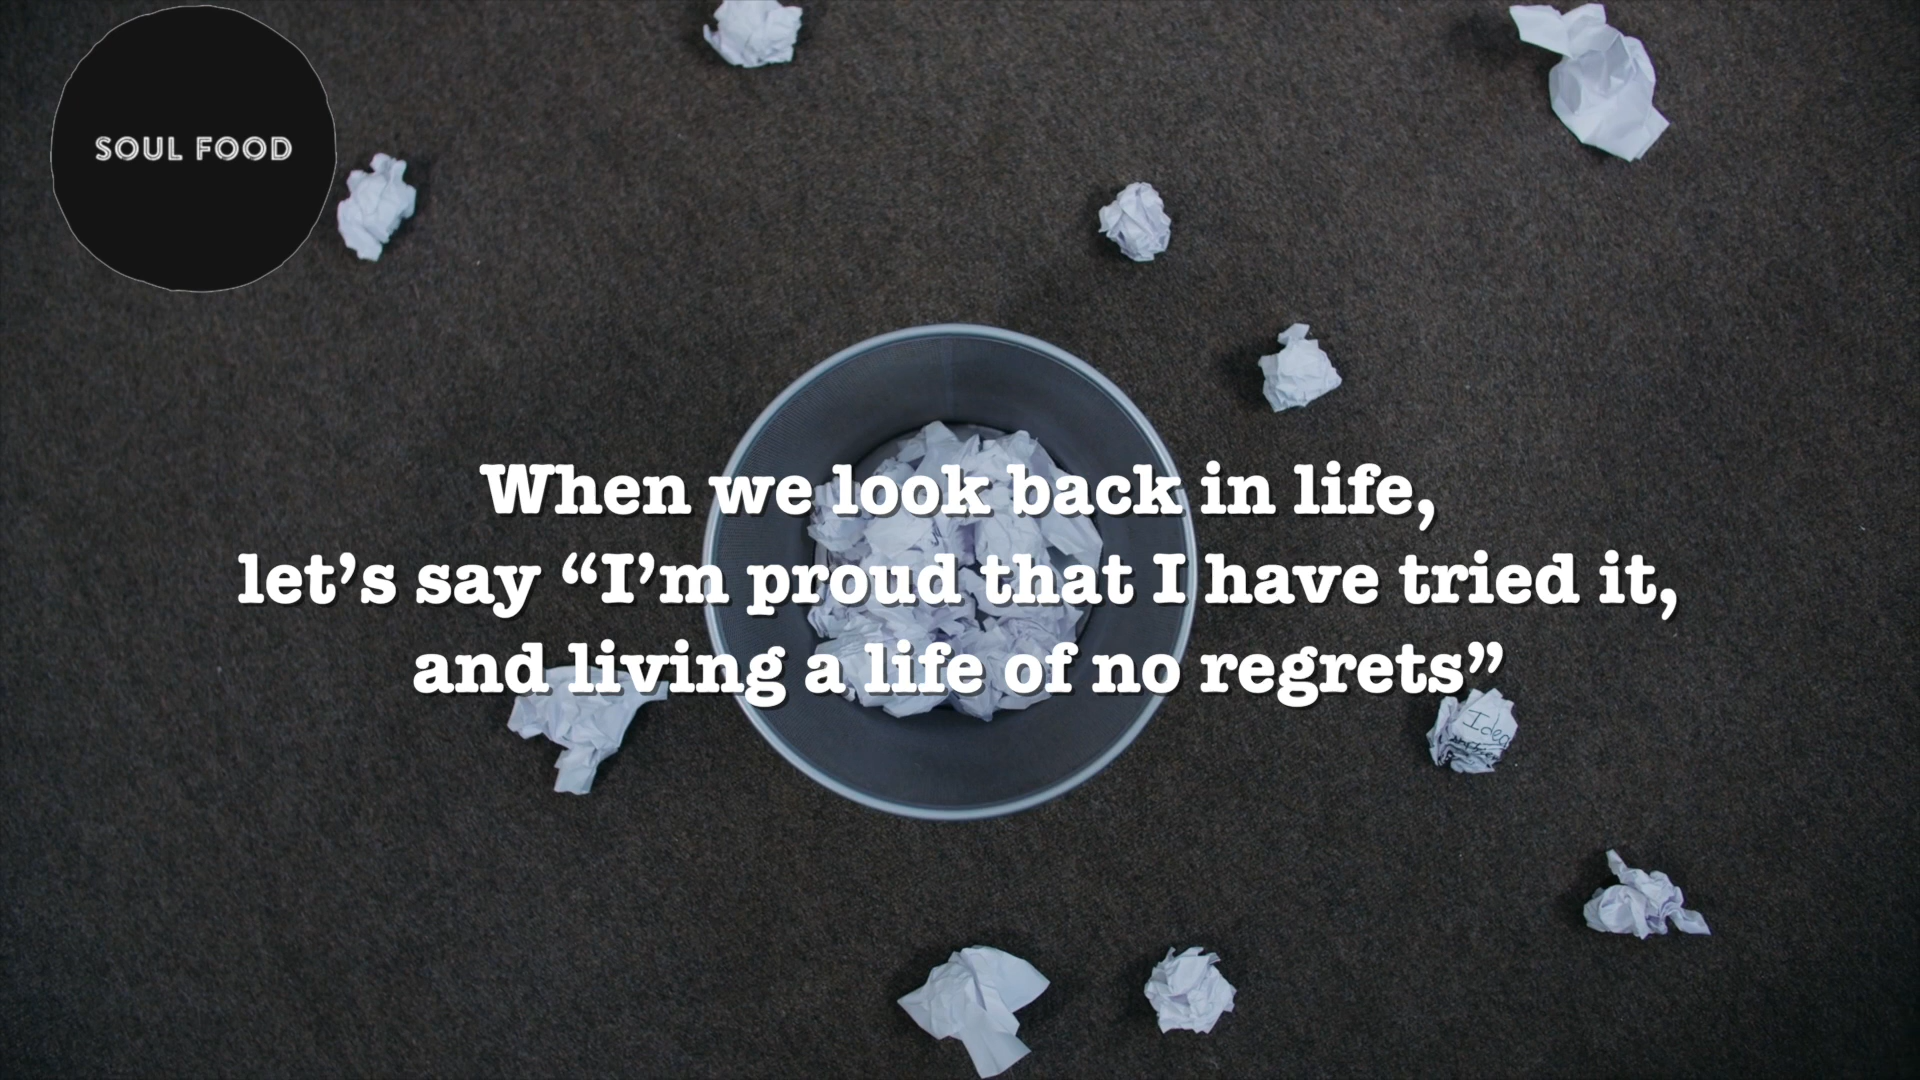 SOUL FOOD
When we look back in life,
let’s say “I’m proud that I have tried it,
and living a life of no regrets”
Idea